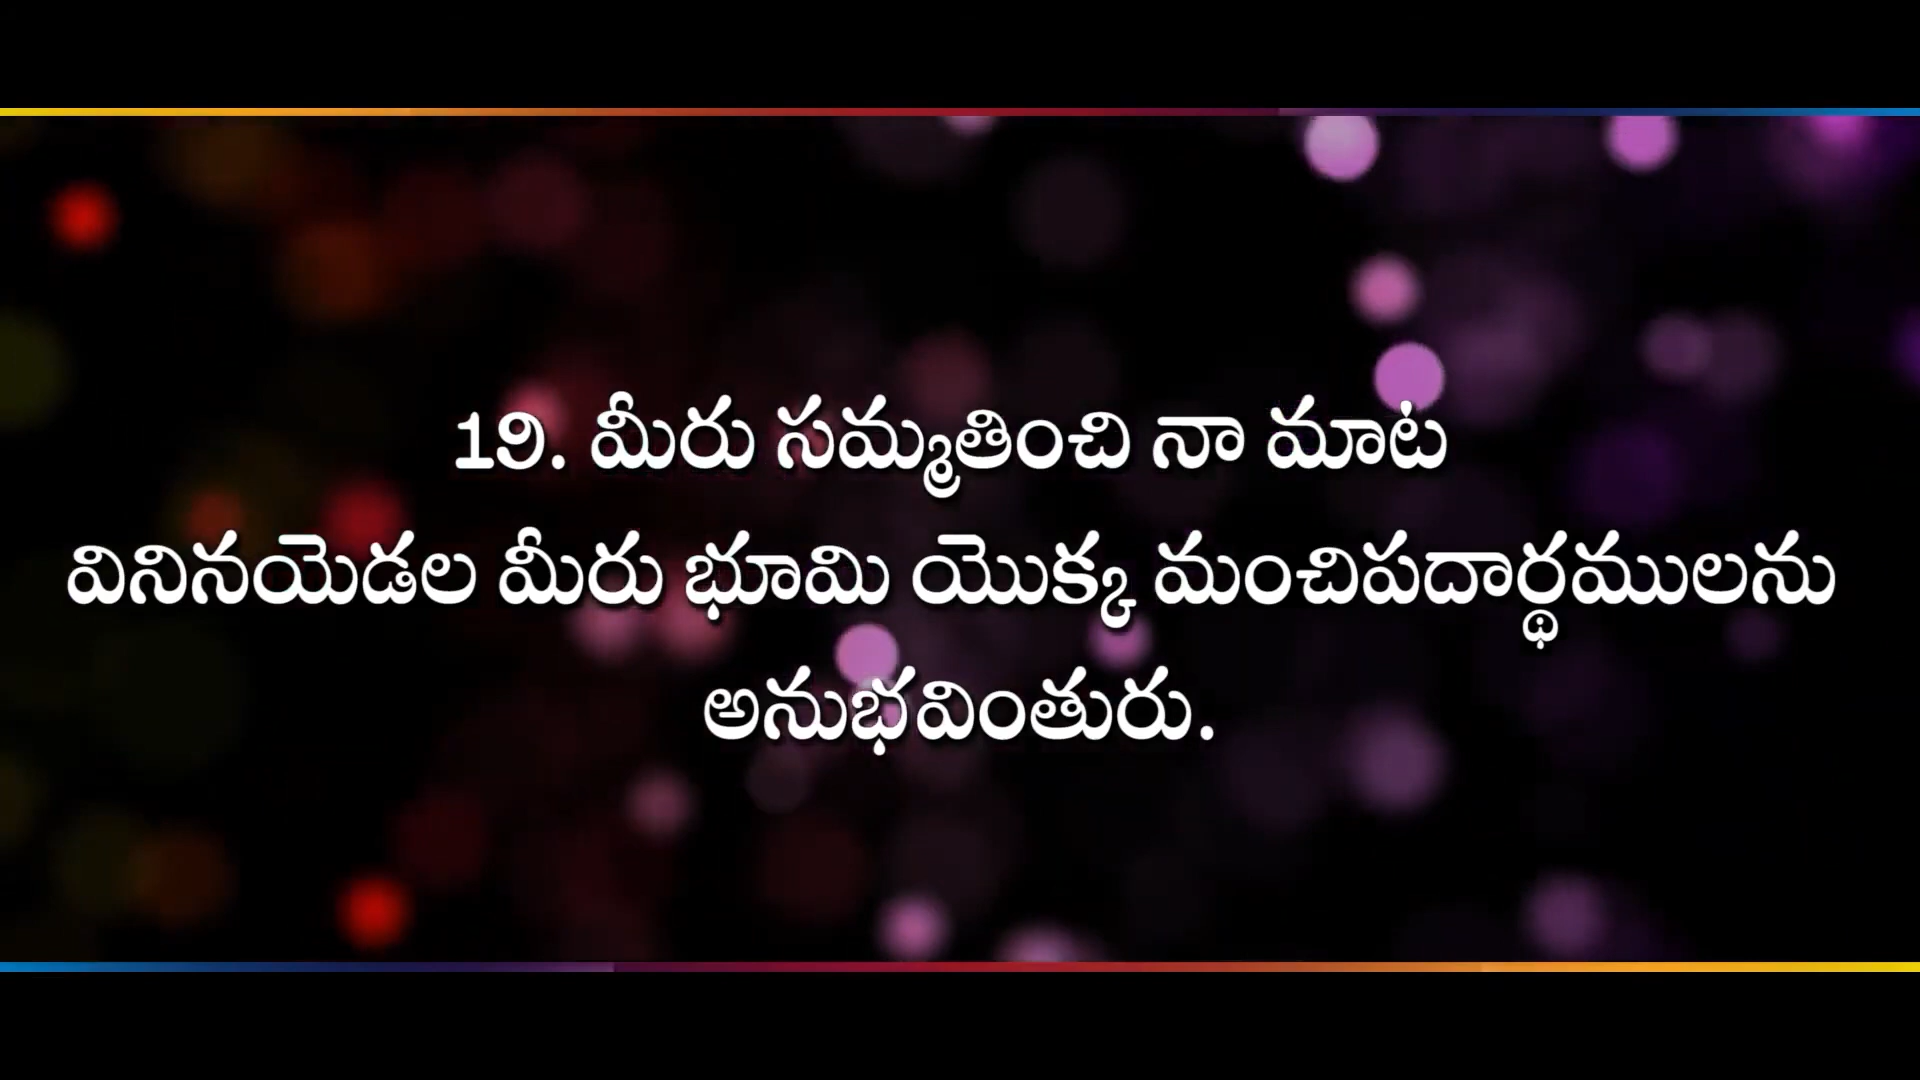 19. మీరు సమ్మతించి నా మాట
వినినయెడల మీరు భూమి యొక్క మంచిపదార్థములను
అనుభవింతురు.